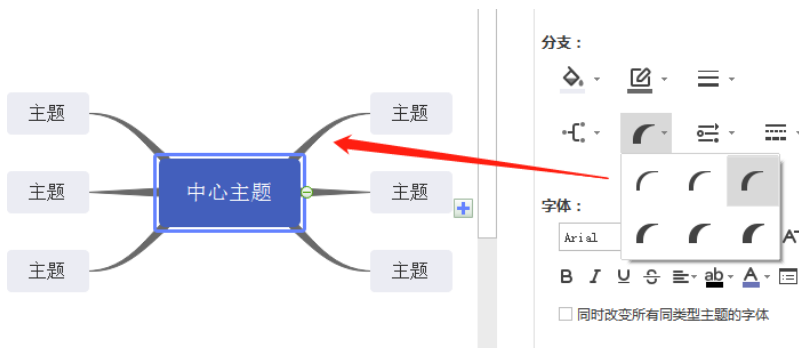 分支：
主题
主题
主题
中心主题
主题
主题
主题
字体：
Arial
A
B I U S ab A
同时改变所有同类型主题的字体